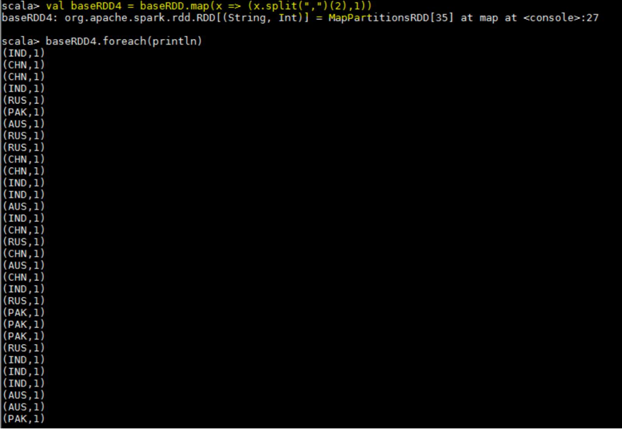 scala> val baseRDD4 = baseRDD.map(x => (x.split(",")(2),1))
baseRDD4: org.apache.spark.rdd.RDD[(String, Int)] = MapPartitionsRDD[35] at map at <console>:27
scala> baseRDD4.foreach(println)
(IND,1)
(CHN,1)
(CHN,1)
(IND,1)
(RUS,1)
(PAK,1)
(AUS,1)
(RUS,1)
(RUS,1)
(CHN,1)
(CHN,1)
(IND,1)
(IND,1)
(AUS,1)
(IND,1)
(CHN,1)
(RUS,1)
(CHN,1)
(AUS,1)
(CHN,1)
(IND,1)
(RUS,1)
(PAK,1)
(PAK,1)
(PAK,1)
(RUS,1)
(IND,1)
(IND,1)
(IND,1)
(AUS,1)
(AUS,1)
(PAK,1)